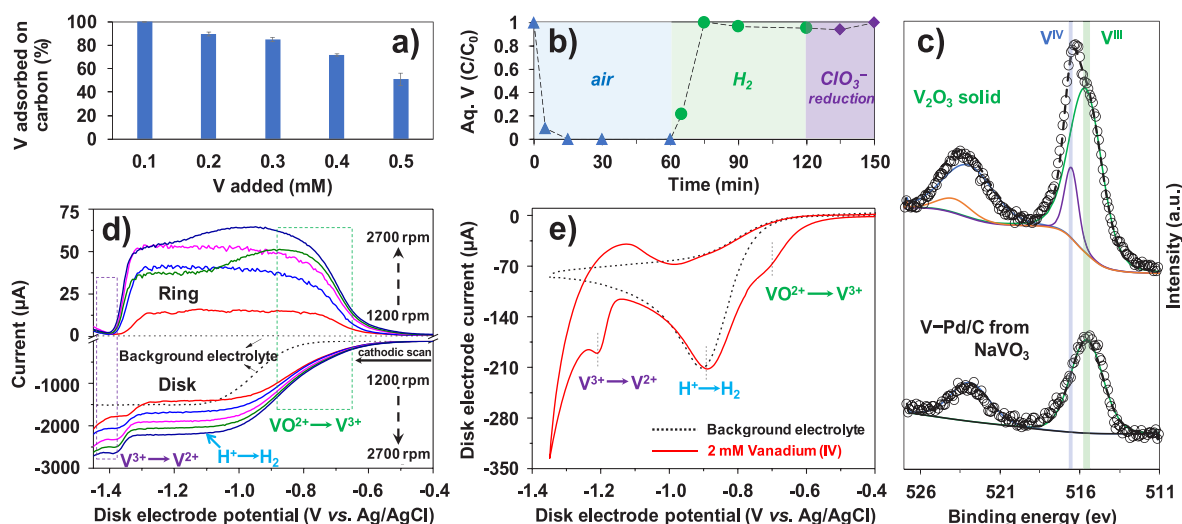 a)
V adsorbed on
carbon (%)
100
80
60
40
20
0
0.1 0.2 0.3 0.4 0.5
V added (mM)
b)
Aq. V (C/C₀)
1
0.8
0.6
0.4
0.2
0
air
H₂
ClO₃⁻
reduction
0 30 60 90 120 150
Time (min)
c)
Vᴵⱽ
Vᴵᴵᴵ
V₂O₃ solid
V–Pd/C from
NaVO₃
Intensity (a.u.)
526 521 516 511
Binding energy (ev)
d)
Current (µA)
75
50
25
0
-1000
-2000
-3000
2700 rpm
Ring
1200 rpm
Background electrolyte
cathodic scan
Disk
1200 rpm
VO²⁺→V³⁺
V³⁺→V²⁺
H⁺→H₂
2700 rpm
-1.4 -1.2 -1.0 -0.8 -0.6 -0.4
Disk electrode potential (V vs. Ag/AgCl)
e)
Disk electrode current (µA)
0
-70
-140
-210
-280
-350
VO²⁺→V³⁺
V³⁺→V²⁺
H⁺→H₂
Background electrolyte
2 mM Vanadium (IV)
-1.4 -1.2 -1.0 -0.8 -0.6 -0.4
Disk electrode potential (V vs. Ag/AgCl)